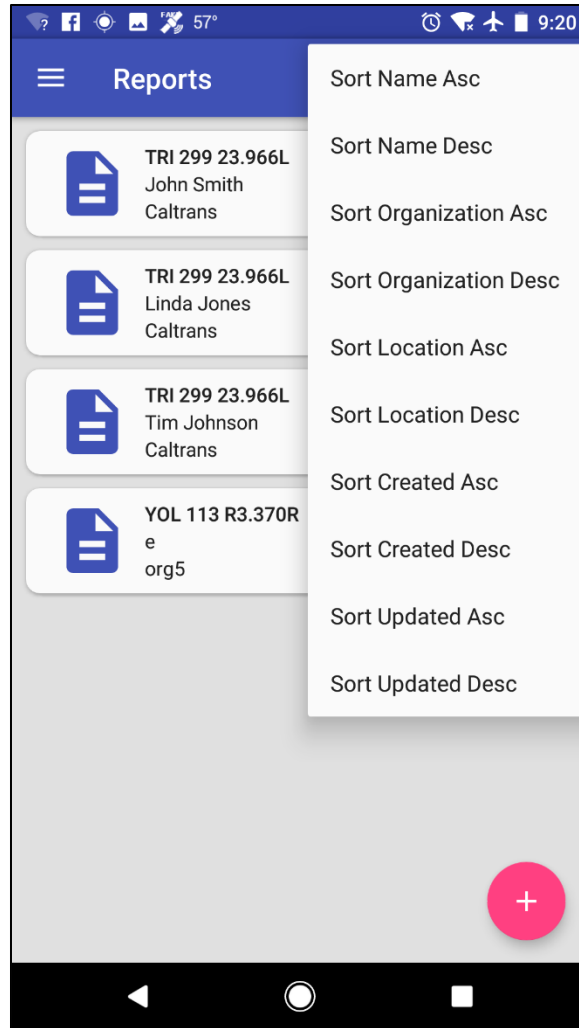 ? f FAKE 57° 9:20
Reports
TRI 299 23.966L
John Smith
Caltrans
TRI 299 23.966L
Linda Jones
Caltrans
TRI 299 23.966L
Tim Johnson
Caltrans
YOL 113 R3.370R
e
org5
Sort Name Asc
Sort Name Desc
Sort Organization Asc
Sort Organization Desc
Sort Location Asc
Sort Location Desc
Sort Created Asc
Sort Created Desc
Sort Updated Asc
Sort Updated Desc
+